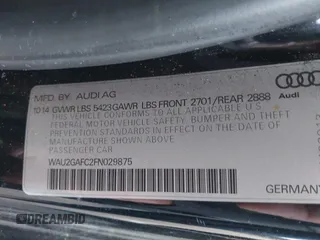 MFD. BY AUDI AG
10.14 GVWR LBS 5423 GAWR LBS FRONT 2701/REAR 2888
Audi
THIS VEHICLE CONFORMS TO ALL APPLICABLE U.S.
FEDERAL MOTOR VEHICLE SAFETY, BUMPER, AND
THEFT PREVENTION STANDARDS IN EFFECT ON THE DATE OF
MANUFACTURE SHOWN ABOVE.
PASSENGER CAR
WAU2GAFC2FN029875
GERMANY
DREAMBID